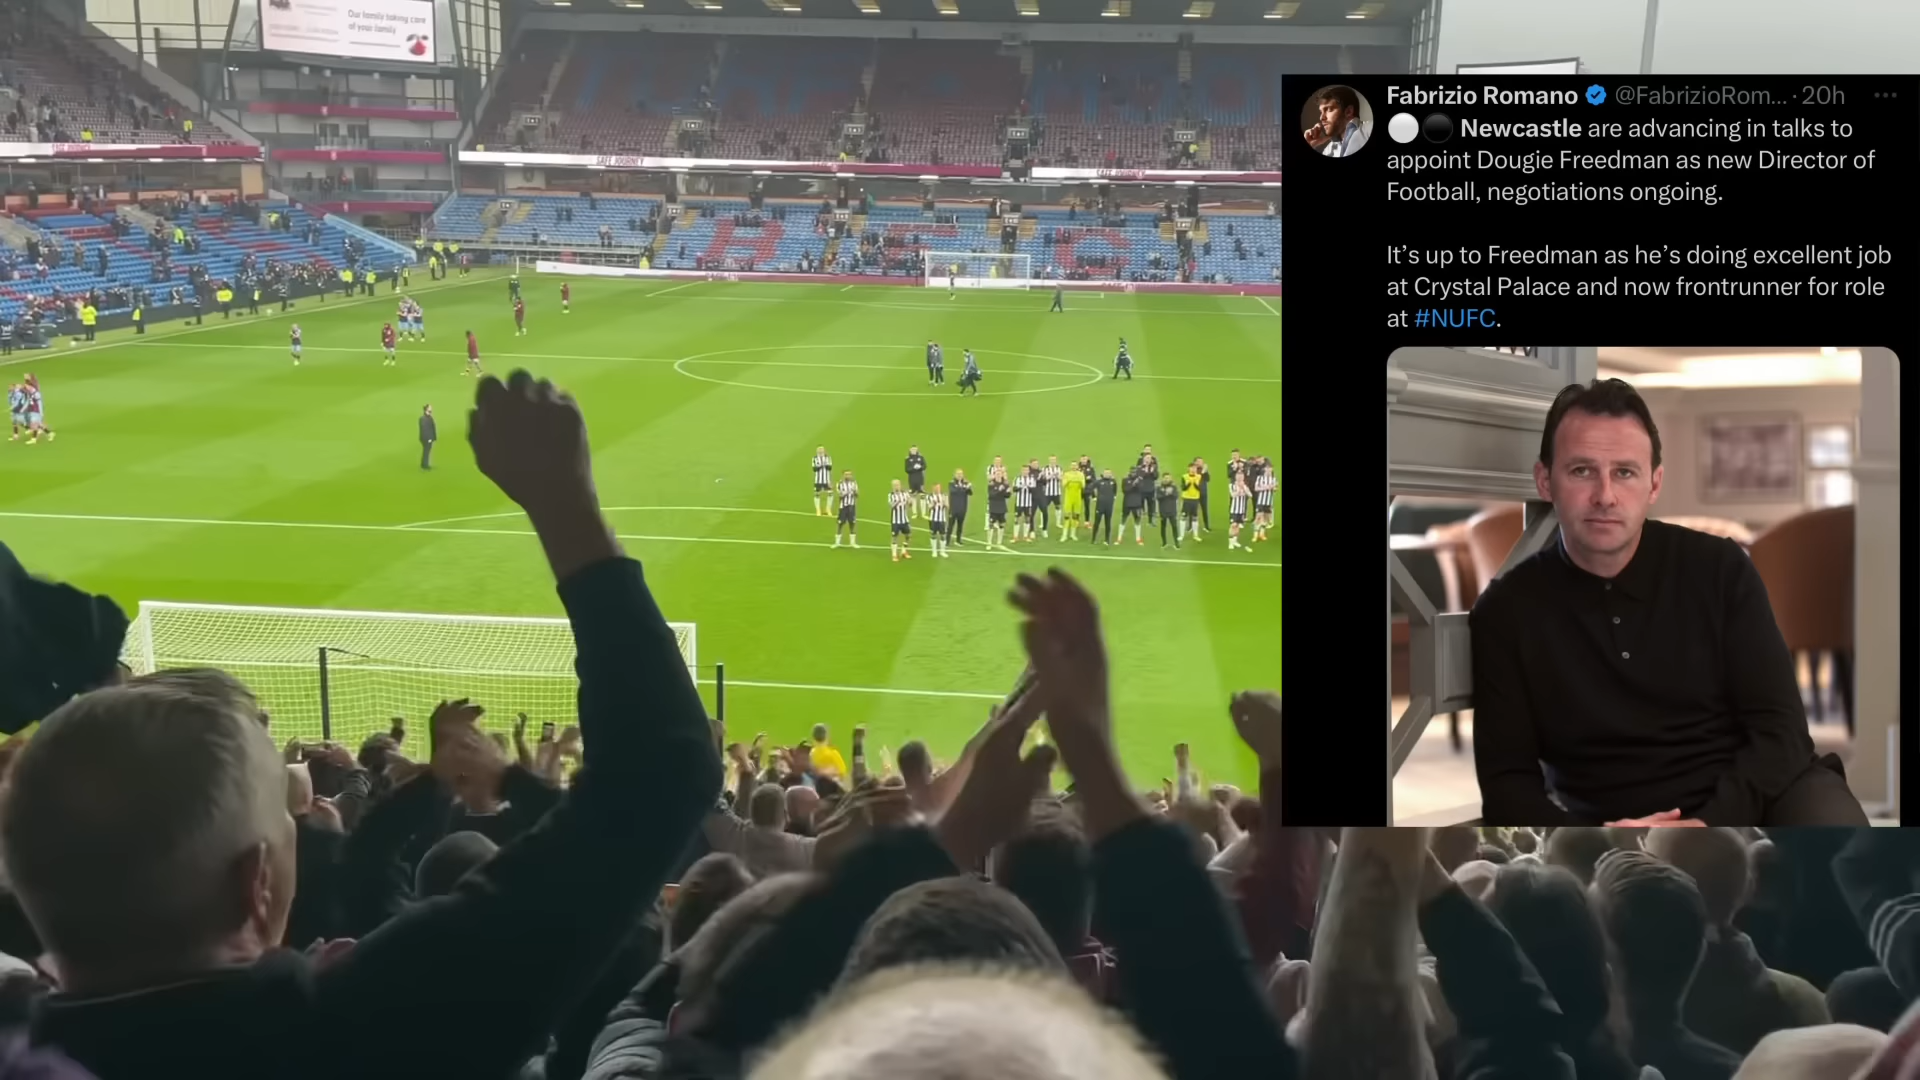 Our family taking care
of your family
SAFE JOURNEY
B F C
Fabrizio Romano @FabrizioRom... · 20h
Newcastle are advancing in talks to
appoint Dougie Freedman as new Director of
Football, negotiations ongoing.
It’s up to Freedman as he’s doing excellent job
at Crystal Palace and now frontrunner for role
at #NUFC.